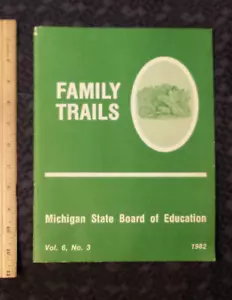 FAMILY
TRAILS
Michigan State Board of Education
Vol. 6, No. 3 1982